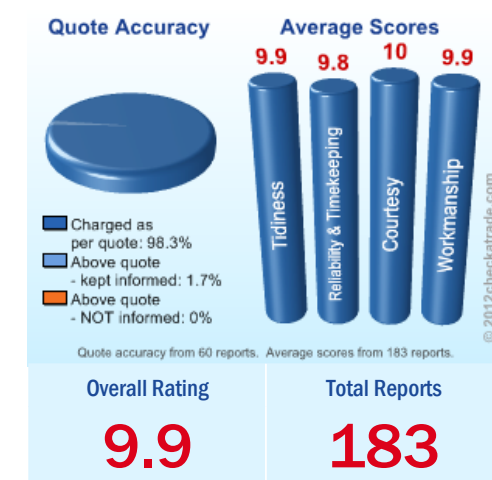 Quote Accuracy
Average Scores
9.9
9.8
10
9.9
Tidiness
Reliability & Timekeeping
Courtesy
Workmanship
Charged as
per quote: 98.3%
Above quote
- kept informed: 1.7%
Above quote
- NOT informed: 0%
© 2012checkatrade.com
Quote accuracy from 60 reports. Average scores from 183 reports.
Overall Rating
Total Reports
9.9
183